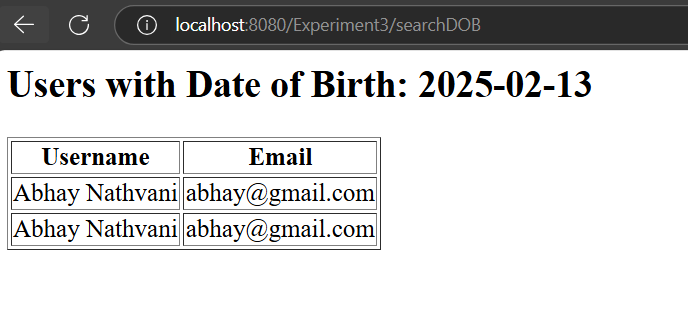 localhost:8080/Experiment3/searchDOB
Users with Date of Birth: 2025-02-13
Username Email
Abhay Nathvani abhay@gmail.com
Abhay Nathvani abhay@gmail.com